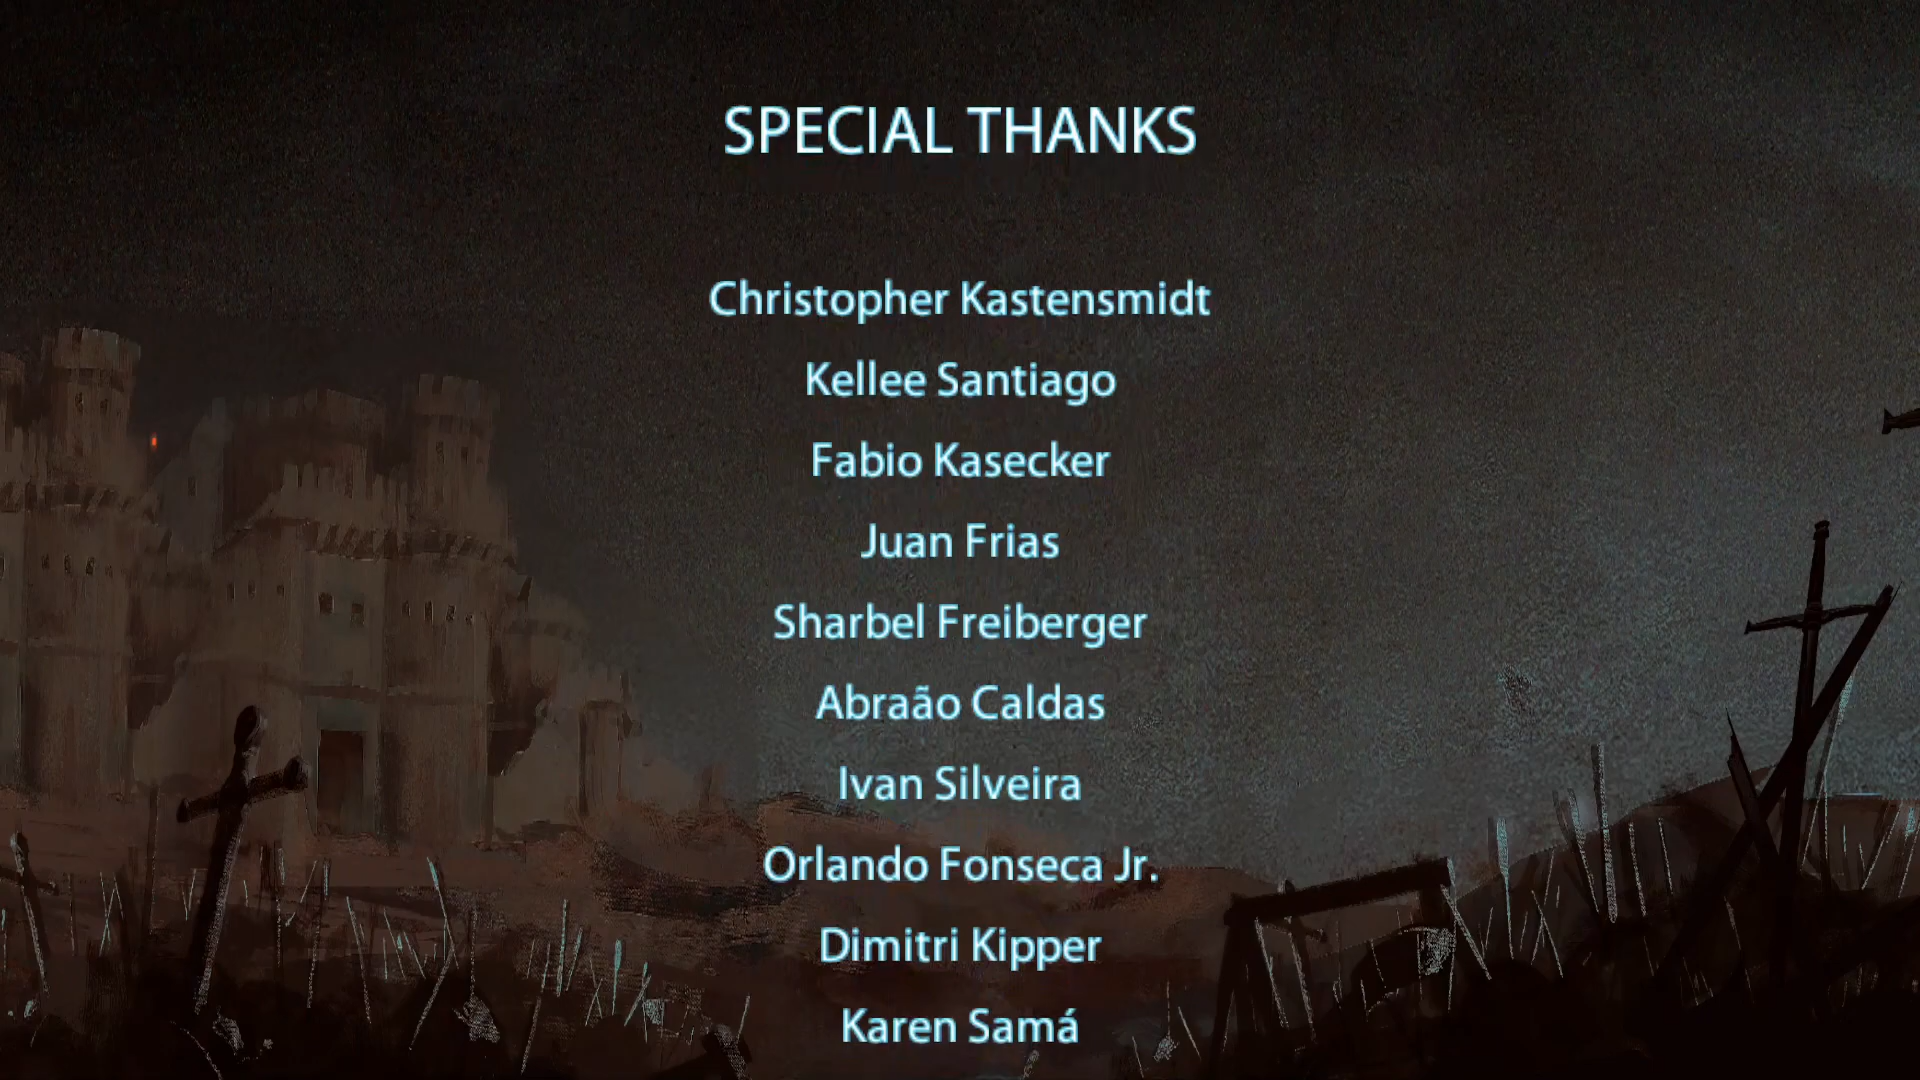 SPECIAL THANKS
Christopher Kastensmidt
Kellee Santiago
Fabio Kasecker
Juan Frias
Sharbel Freiberger
Abraão Caldas
Ivan Silveira
Orlando Fonseca Jr.
Dimitri Kipper
Karen Samá